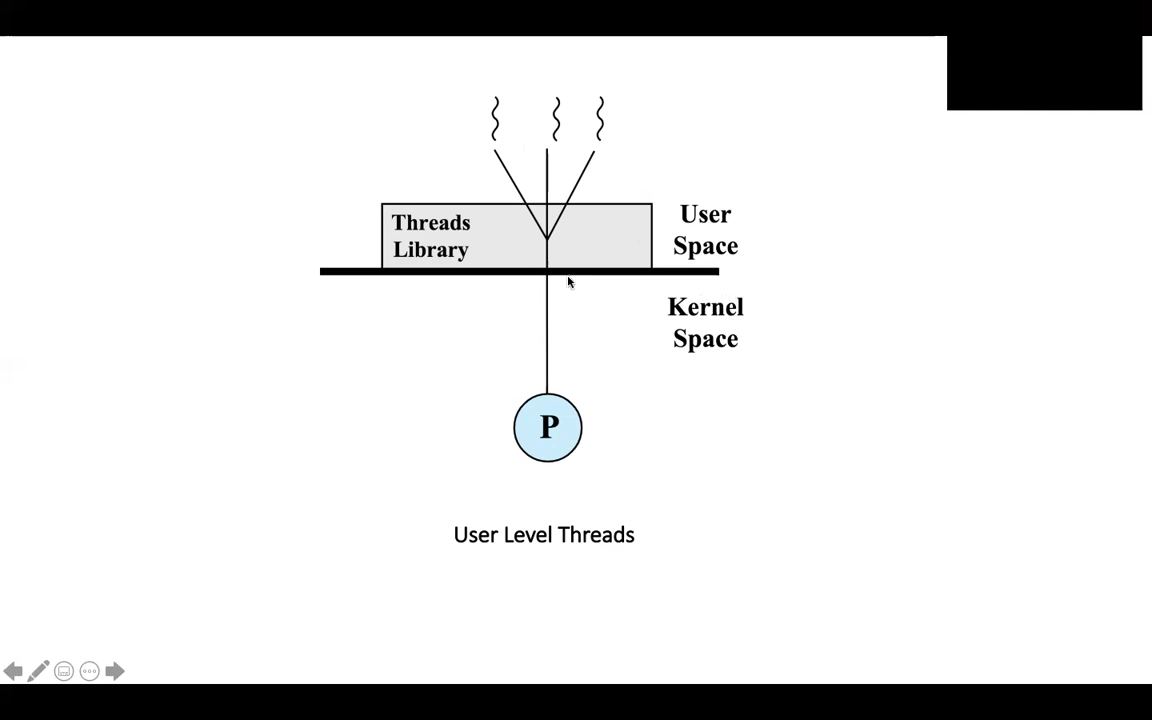 Threads
Library
User
Space
Kernel
Space
P
User Level Threads